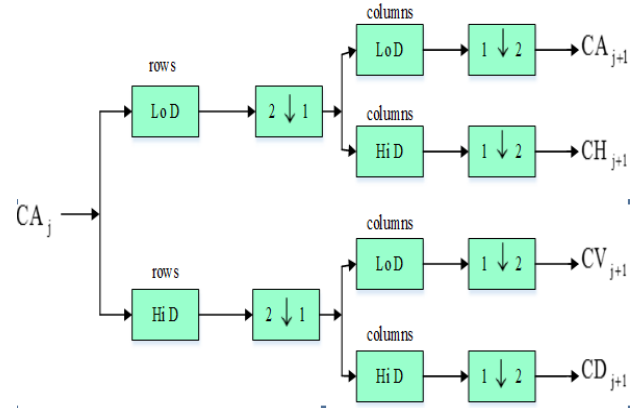 columns
LoD
1 ↓ 2
CA j+1
rows
LoD
2 ↓ 1
columns
HiD
1 ↓ 2
CH j+1
CA j
columns
LoD
1 ↓ 2
CV j+1
rows
HiD
2 ↓ 1
columns
HiD
1 ↓ 2
CD j+1